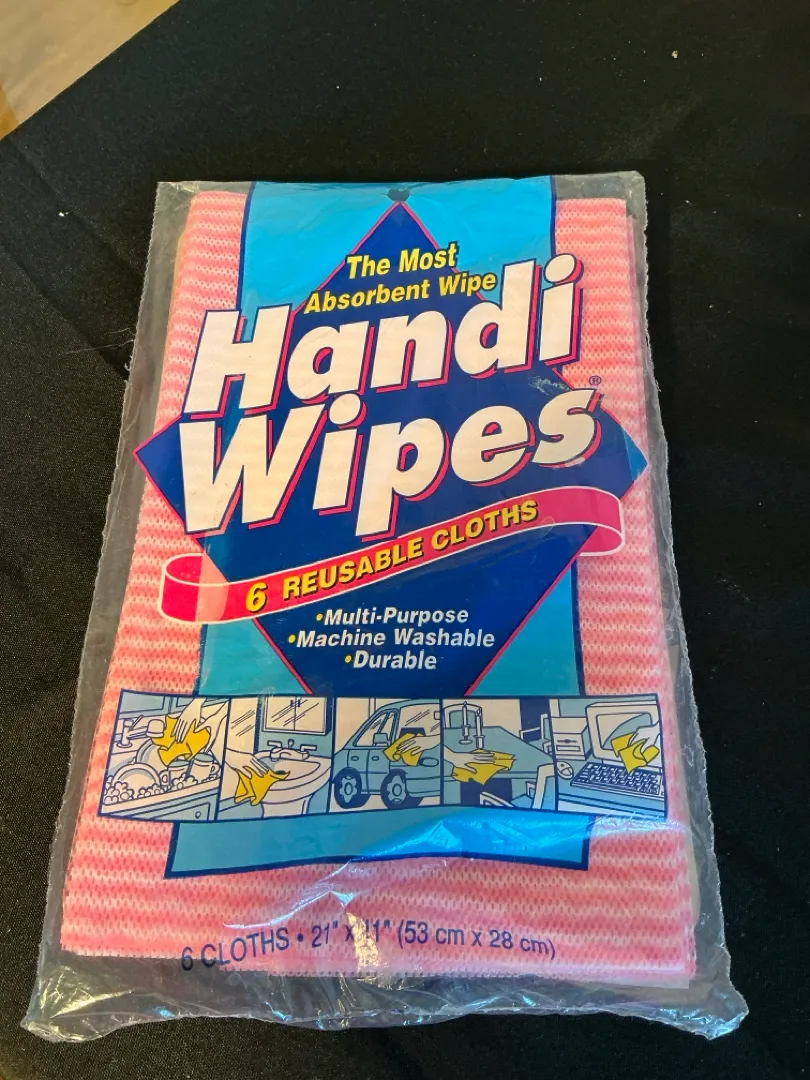 The Most
Absorbent Wipe
Handi
Wipes®
6 REUSABLE CLOTHS
•Multi-Purpose
•Machine Washable
•Durable
6 CLOTHS • 21" x 11" (53 cm x 28 cm)